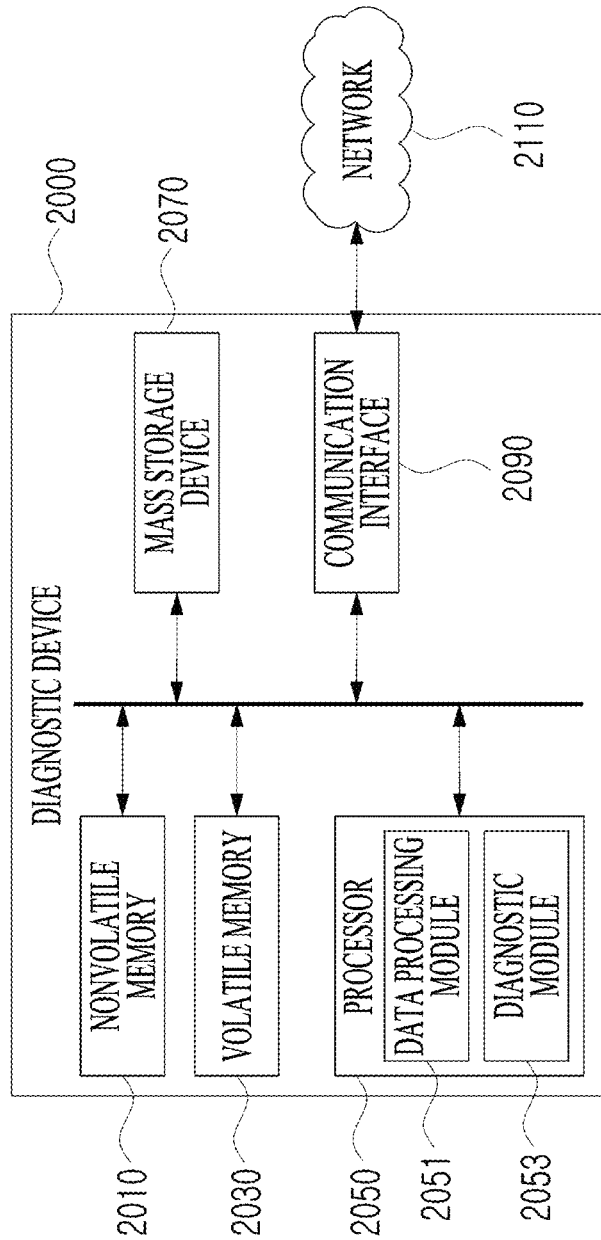 2000
DIAGNOSTIC DEVICE
2010
NONVOLATILE
MEMORY
2030
VOLATILE MEMORY
2050
PROCESSOR
2051
DATA PROCESSING
MODULE
2053
DIAGNOSTIC
MODULE
MASS STORAGE
DEVICE
2070
COMMUNICATION
INTERFACE
2090
NETWORK
2110